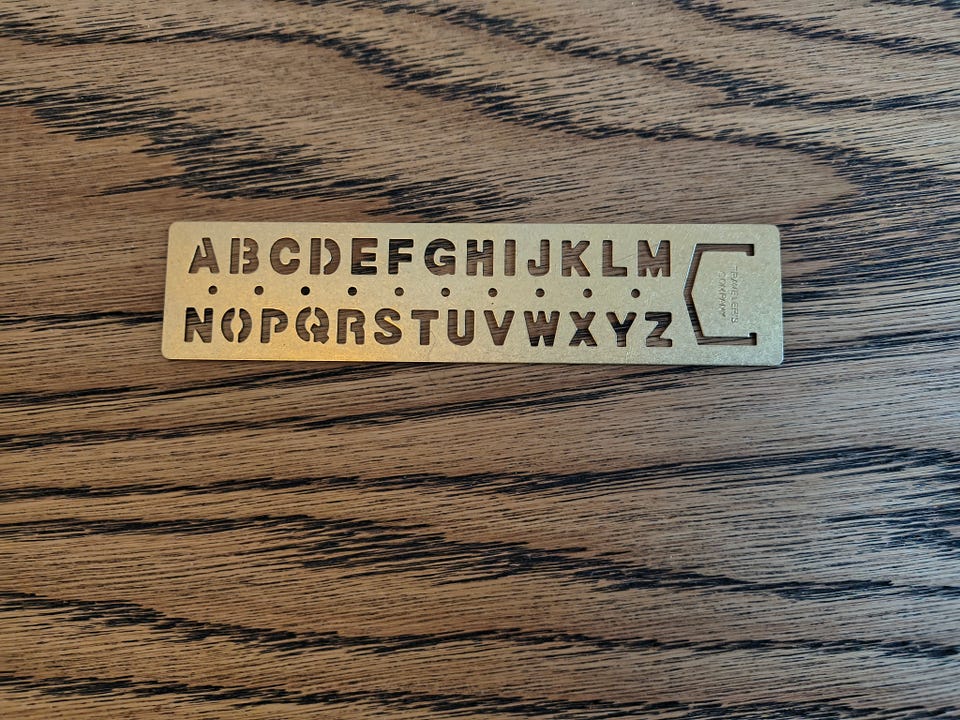 ABCDEFGHIJKLM
NOPQRSTUVWXYZ
TRAVELER'S
COMPANY